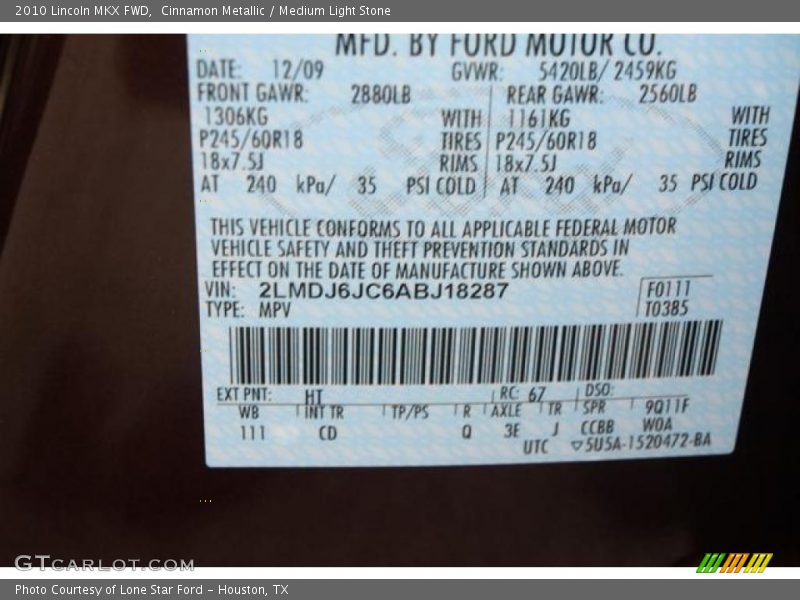 2010 Lincoln MKX FWD,  Cinnamon Metallic / Medium Light Stone
MFD. BY FORD MOTOR CO.
DATE: 12/09 GVWR: 5420LB/ 2459KG
FRONT GAWR: 2880LB REAR GAWR: 2560LB
1306KG WITH 1161KG WITH
P245/60R18 TIRES P245/60R18 TIRES
18x7.5J RIMS 18x7.5J RIMS
AT 240 kPa/ 35 PSI COLD AT 240 kPa/ 35 PSI COLD
THIS VEHICLE CONFORMS TO ALL APPLICABLE FEDERAL MOTOR
VEHICLE SAFETY AND THEFT PREVENTION STANDARDS IN
EFFECT ON THE DATE OF MANUFACTURE SHOWN ABOVE.
VIN: 2LMDJ6JC6ABJ18287 F0111
TYPE: MPV T0385
EXT PNT: HT RC: 67 DSO:
WB INT TR TP/PS R AXLE TR SPR 9Q11F
111 CD Q 3E J CCBB WOA
UTC ▽5U5A-1520472-BA
GTCARLOT.COM
Photo Courtesy of Lone Star Ford - Houston, TX